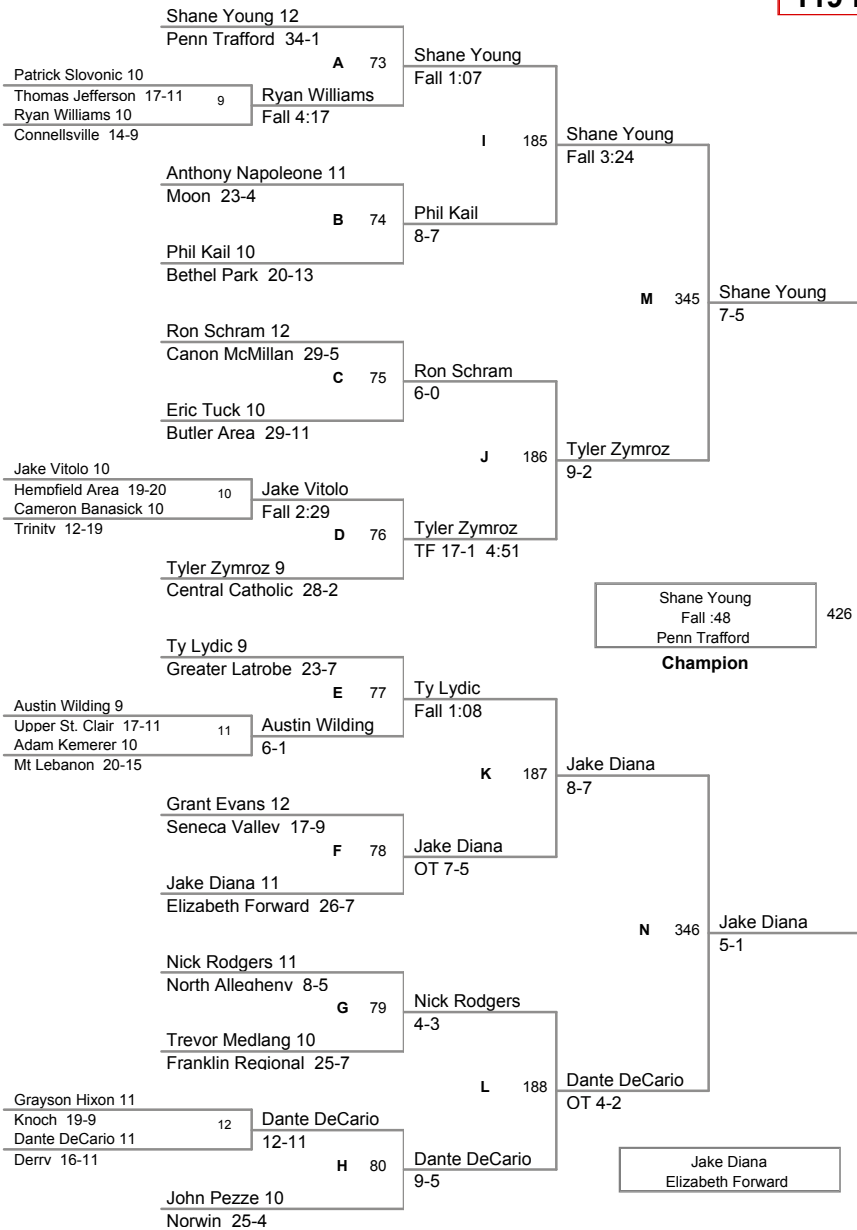 119
Shane Young 12
Penn Trafford 34-1
A 73
Shane Young
Fall 1:07
Patrick Slovonic 10
Thomas Jefferson 17-11
9
Ryan Williams 10
Connellsville 14-9
Ryan Williams
Fall 4:17
I 185
Shane Young
Fall 3:24
Anthony Napoleone 11
Moon 23-4
B 74
Phil Kail
8-7
Phil Kail 10
Bethel Park 20-13
M 345
Shane Young
7-5
Ron Schram 12
Canon McMillan 29-5
C 75
Ron Schram
6-0
Eric Tuck 10
Butler Area 29-11
J 186
Tyler Zymroz
9-2
Jake Vitolo 10
Hempfield Area 19-20
10
Cameron Banasick 10
Trinity 12-19
Jake Vitolo
Fall 2:29
D 76
Tyler Zymroz
TF 17-1 4:51
Tyler Zymroz 9
Central Catholic 28-2
Shane Young
Fall :48
Penn Trafford
426
Champion
Ty Lydic 9
Greater Latrobe 23-7
E 77
Ty Lydic
Fall 1:08
Austin Wilding 9
Upper St. Clair 17-11
11
Adam Kemerer 10
Mt Lebanon 20-15
Austin Wilding
6-1
K 187
Jake Diana
8-7
Grant Evans 12
Seneca Valley 17-9
F 78
Jake Diana
OT 7-5
Jake Diana 11
Elizabeth Forward 26-7
N 346
Jake Diana
5-1
Nick Rodgers 11
North Allegheny 8-5
G 79
Nick Rodgers
4-3
Trevor Medlang 10
Franklin Regional 25-7
L 188
Dante DeCario
OT 4-2
Grayson Hixon 11
Knoch 19-9
12
Dante DeCario 11
Derry 16-11
Dante DeCario
12-11
H 80
Dante DeCario
9-5
John Pezze 10
Norwin 25-4
Jake Diana
Elizabeth Forward